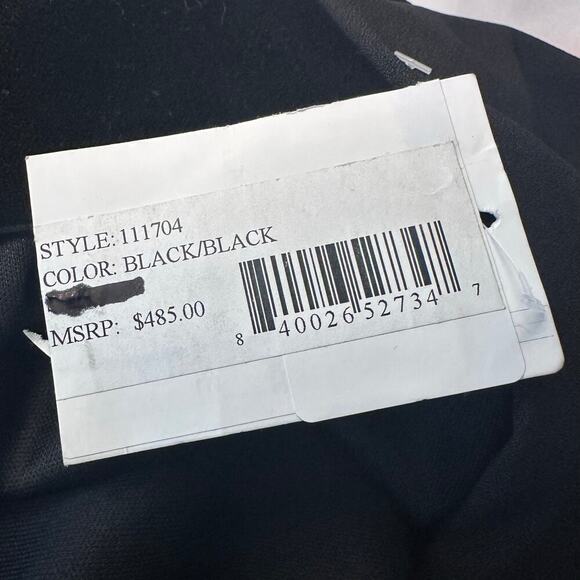 STYLE: 111704
COLOR: BLACK/BLACK
MSRP: $485.00
8 40026 52734 7